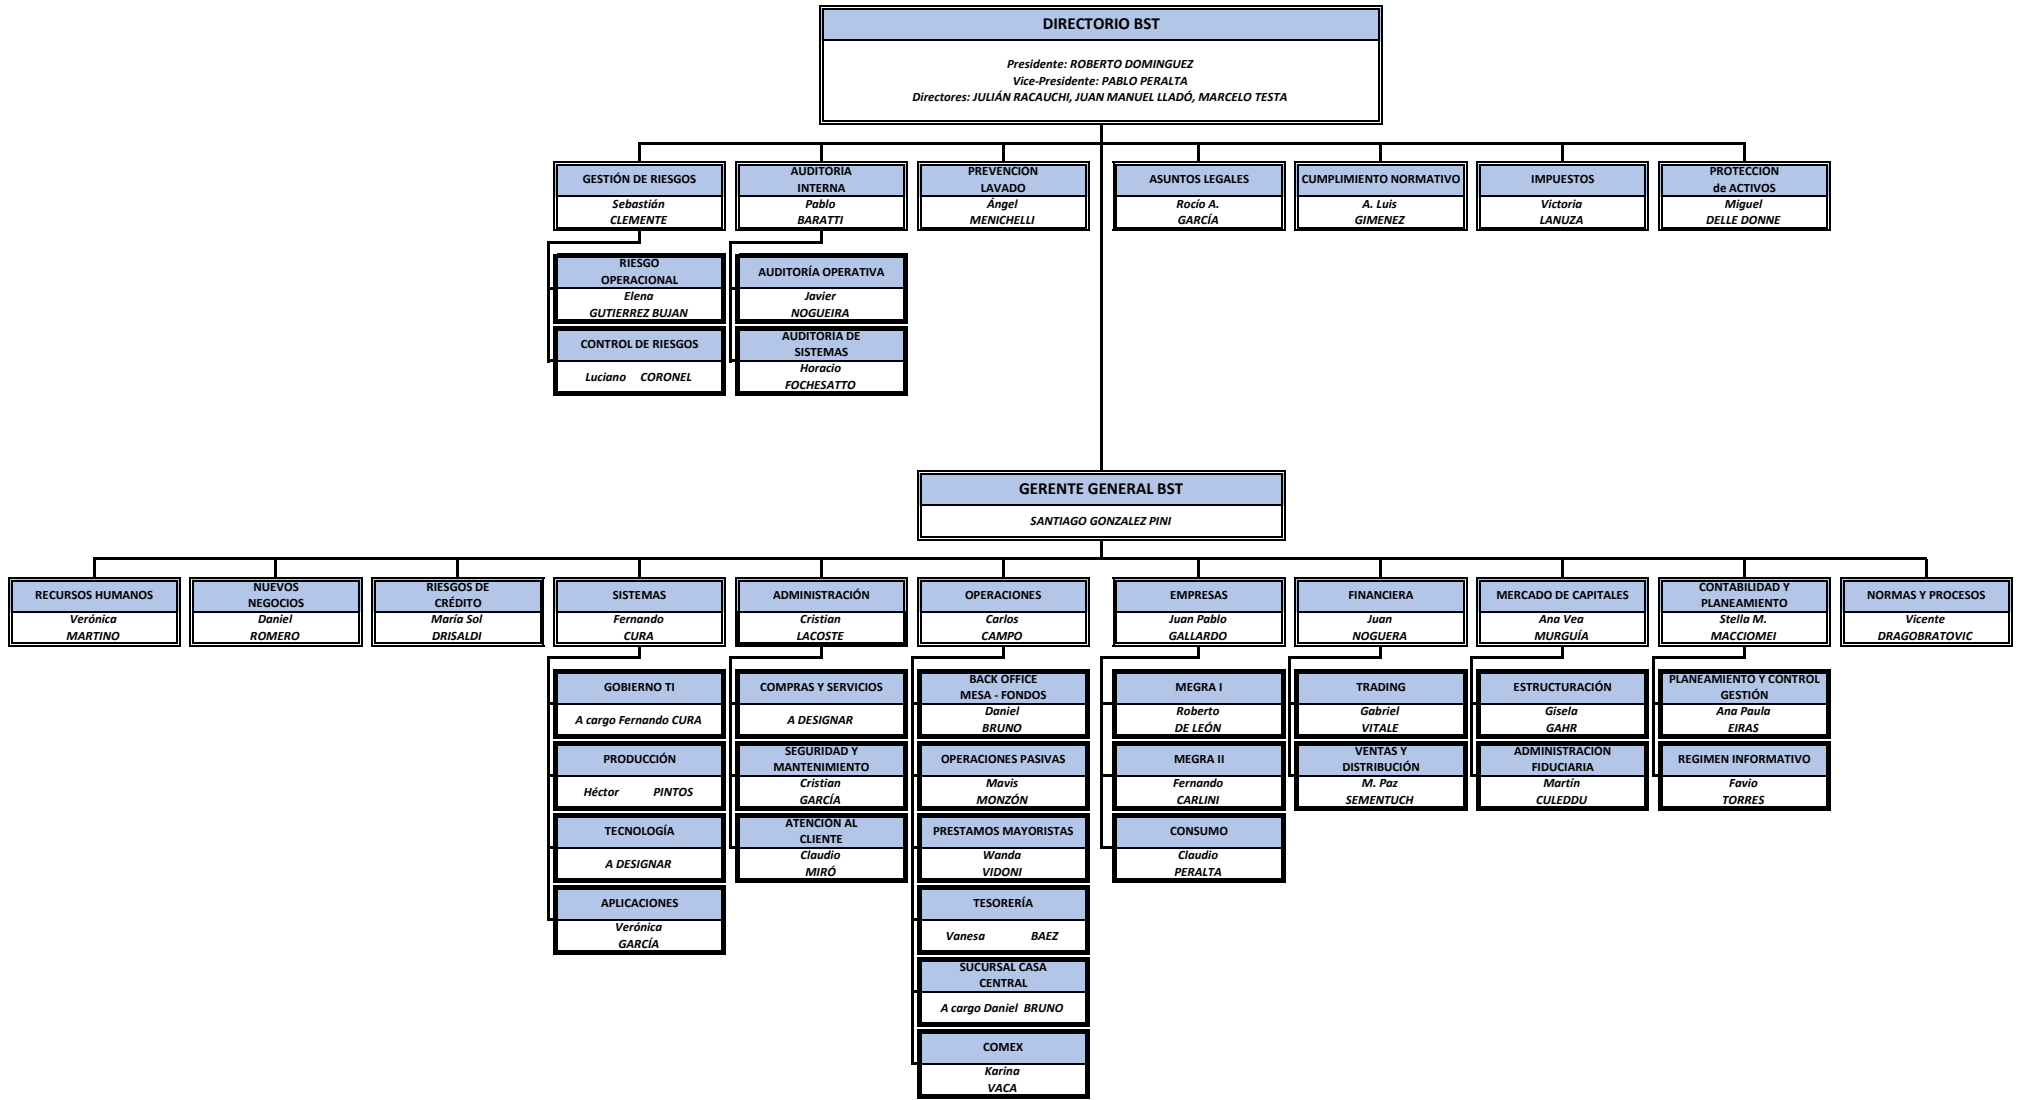 DIRECTORIO BST
Presidente: ROBERTO DOMINGUEZ
Vice-Presidente: PABLO PERALTA
Directores: JULIÁN RACAUCHI, JUAN MANUEL LLADÓ, MARCELO TESTA
GESTIÓN DE RIESGOS
Sebastián
CLEMENTE
AUDITORÍA
INTERNA
Pablo
BARATTI
PREVENCIÓN
LAVADO
Ángel
MENICHELLI
ASUNTOS LEGALES
Rocío A.
GARCÍA
CUMPLIMIENTO NORMATIVO
A. Luis
GIMENEZ
IMPUESTOS
Victoria
LANUZA
PROTECCIÓN
de ACTIVOS
Miguel
DELLE DONNE
RIESGO
OPERACIONAL
Elena
GUTIERREZ BUJAN
AUDITORÍA OPERATIVA
Javier
NOGUEIRA
CONTROL DE RIESGOS
Luciano CORONEL
AUDITORÍA DE
SISTEMAS
Horacio
FOCHESATTO
GERENTE GENERAL BST
SANTIAGO GONZALEZ PINI
RECURSOS HUMANOS
Verónica
MARTINO
NUEVOS
NEGOCIOS
Daniel
ROMERO
RIESGOS DE
CRÉDITO
María Sol
DRISALDI
SISTEMAS
Fernando
CURA
ADMINISTRACIÓN
Cristian
LACOSTE
OPERACIONES
Carlos
CAMPO
EMPRESAS
Juan Pablo
GALLARDO
FINANCIERA
Juan
NOGUERA
MERCADO DE CAPITALES
Ana Vea
MURGUÍA
CONTABILIDAD Y
PLANEAMIENTO
Stella M.
MACCIOMEI
NORMAS Y PROCESOS
Vicente
DRAGOBRATOVIC
GOBIERNO TI
A cargo Fernando CURA
COMPRAS Y SERVICIOS
A DESIGNAR
BACK OFFICE
MESA - FONDOS
Daniel
BRUNO
MEGRA I
Roberto
DE LEÓN
TRADING
Gabriel
VITALE
ESTRUCTURACIÓN
Gisela
GAHR
PLANEAMIENTO Y CONTROL
GESTIÓN
Ana Paula
EIRAS
PRODUCCIÓN
Héctor PINTOS
SEGURIDAD Y
MANTENIMIENTO
Cristian
GARCÍA
OPERACIONES PASIVAS
Mavis
MONZÓN
MEGRA II
Fernando
CARLINI
VENTAS Y
DISTRIBUCIÓN
M. Paz
SEMENTUCH
ADMINISTRACIÓN
FIDUCIARIA
Martín
CULEDDU
REGIMEN INFORMATIVO
Favio
TORRES
TECNOLOGÍA
A DESIGNAR
ATENCIÓN AL
CLIENTE
Claudio
MIRÓ
PRESTAMOS MAYORISTAS
Wanda
VIDONI
CONSUMO
Claudio
PERALTA
APLICACIONES
Verónica
GARCÍA
TESORERÍA
Vanesa BAEZ
SUCURSAL CASA
CENTRAL
A cargo Daniel BRUNO
COMEX
Karina
VACA